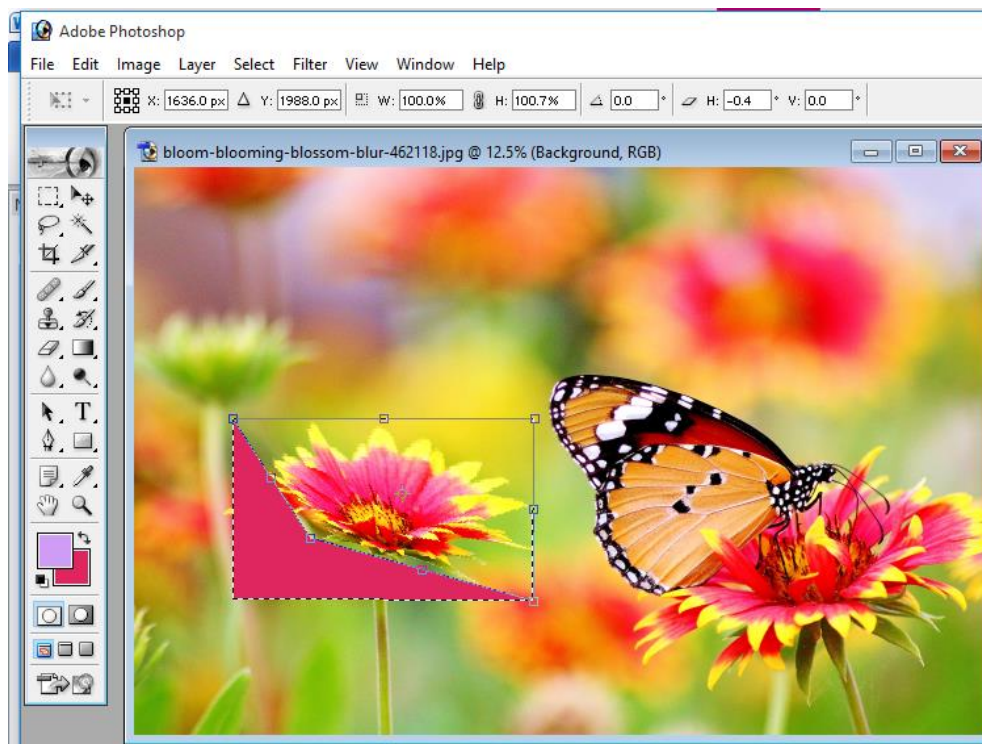 Adobe Photoshop
File Edit Image Layer Select Filter View Window Help
X: 1636.0 px Δ Y: 1988.0 px W: 100.0% H: 100.7% 0.0 ° H: -0.4 ° V: 0.0 °
bloom-blooming-blossom-blur-462118.jpg @ 12.5% (Background, RGB)
T